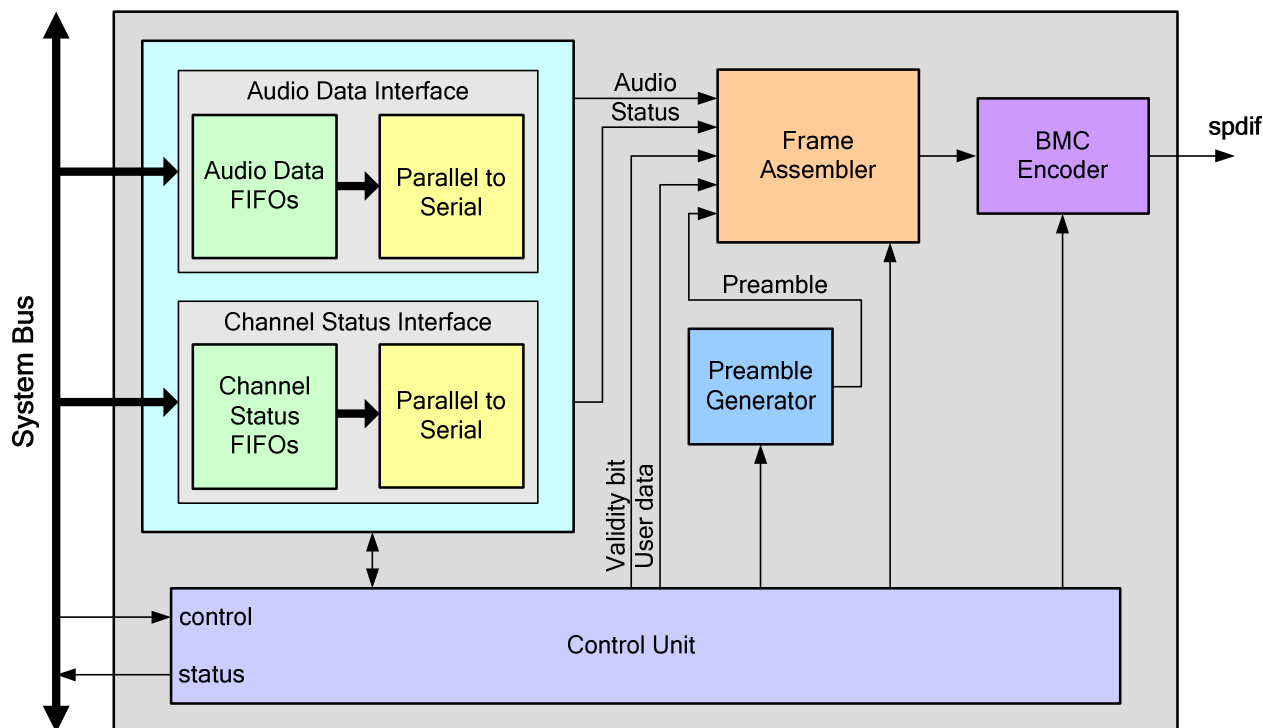 Audio Data Interface
Audio Data
FIFOs
Parallel to
Serial
Channel Status Interface
Channel
Status
FIFOs
Parallel to
Serial
Audio
Status
Frame
Assembler
BMC
Encoder
spdif
Preamble
Preamble
Generator
Validity bit
User data
System Bus
control
status
Control Unit